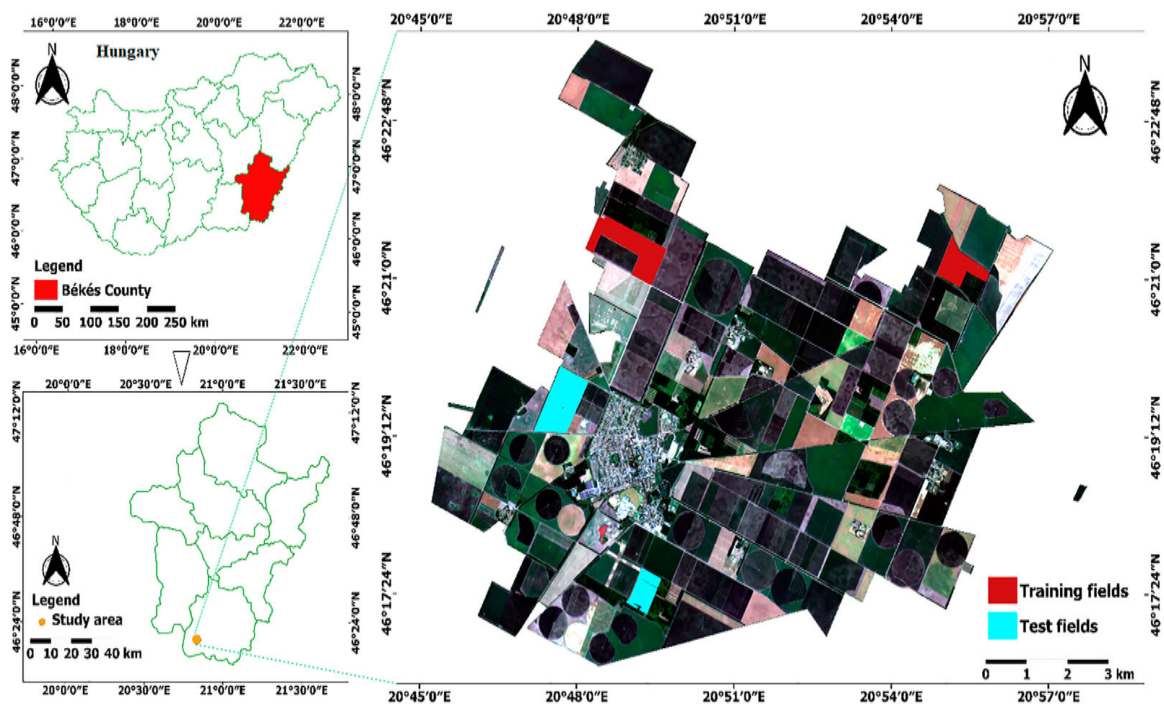 16°0′0″E 18°0′0″E 20°0′0″E 22°0′0″E
Hungary
N
48°0′0″N
47°0′0″N
46°0′0″N
45°0′0″N
48°0′0″N
47°0′0″N
46°0′0″N
45°0′0″N
Legend
Békés County
0 50 100 150 200 250 km
16°0′0″E 18°0′0″E 20°0′0″E 22°0′0″E
20°0′0″E 20°30′0″E 21°0′0″E 21°30′0″E
47°12′0″N
46°48′0″N
46°24′0″N
47°12′0″N
46°48′0″N
46°24′0″N
N
Legend
Study area
0 10 20 30 40 km
20°0′0″E 20°30′0″E 21°0′0″E 21°30′0″E
20°45′0″E 20°48′0″E 20°51′0″E 20°54′0″E 20°57′0″E
46°22′48″N
46°21′0″N
46°19′12″N
46°17′24″N
N
46°22′48″N
46°21′0″N
46°19′12″N
46°17′24″N
Training fields
Test fields
0 1 2 3 km
20°45′0″E 20°48′0″E 20°51′0″E 20°54′0″E 20°57′0″E